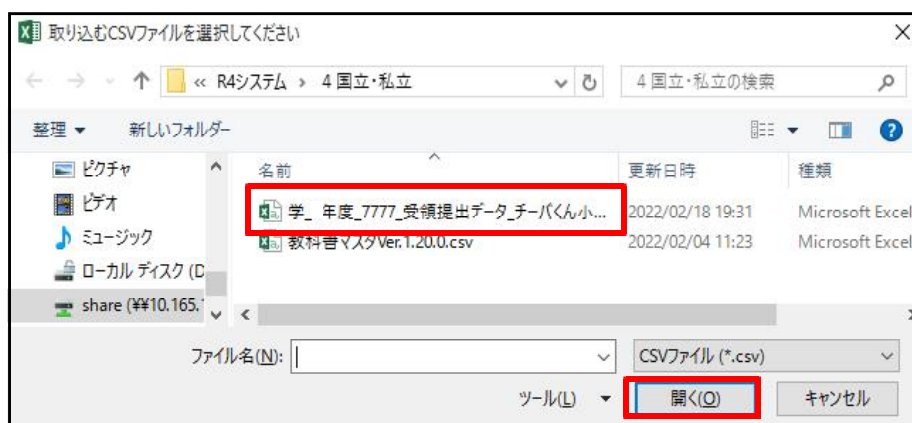 取り込むCSVファイルを選択してください
« R4システム › 4 国立・私立
4 国立・私立の検索
整理 新しいフォルダー
名前 更新日時 種類
ピクチャ
ビデオ
ミュージック
ローカル ディスク (D
share (¥¥10.165.
学_ 年度_7777_受領提出データ_チーパくん小... 2022/02/18 19:31 Microsoft Excel
教科書マスタVer.1.20.0.csv 2022/02/04 11:23 Microsoft Excel
ファイル名(N): CSVファイル (*.csv)
ツール(L) 開く(O) キャンセル